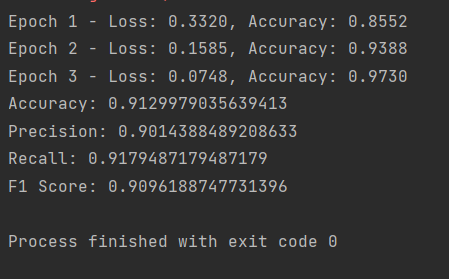 Epoch 1 - Loss: 0.3320, Accuracy: 0.8552
Epoch 2 - Loss: 0.1585, Accuracy: 0.9388
Epoch 3 - Loss: 0.0748, Accuracy: 0.9730
Accuracy: 0.9129979035639413
Precision: 0.9014388489208633
Recall: 0.9179487179487179
F1 Score: 0.9096188747731396
Process finished with exit code 0